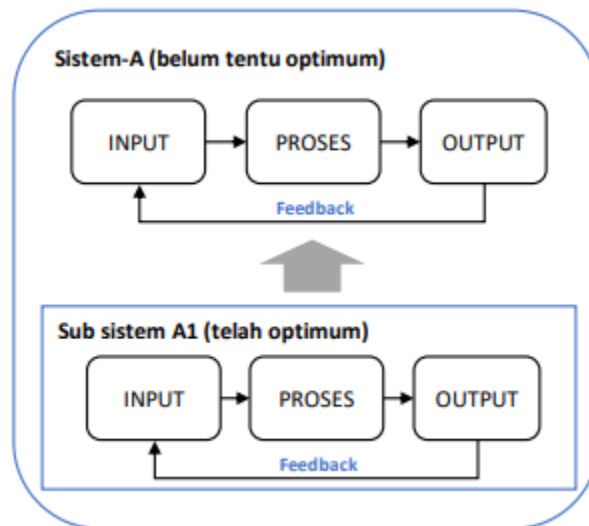 Sistem-A (belum tentu optimum)
INPUT
PROSES
OUTPUT
Feedback
Sub sistem A1 (telah optimum)
INPUT
PROSES
OUTPUT
Feedback